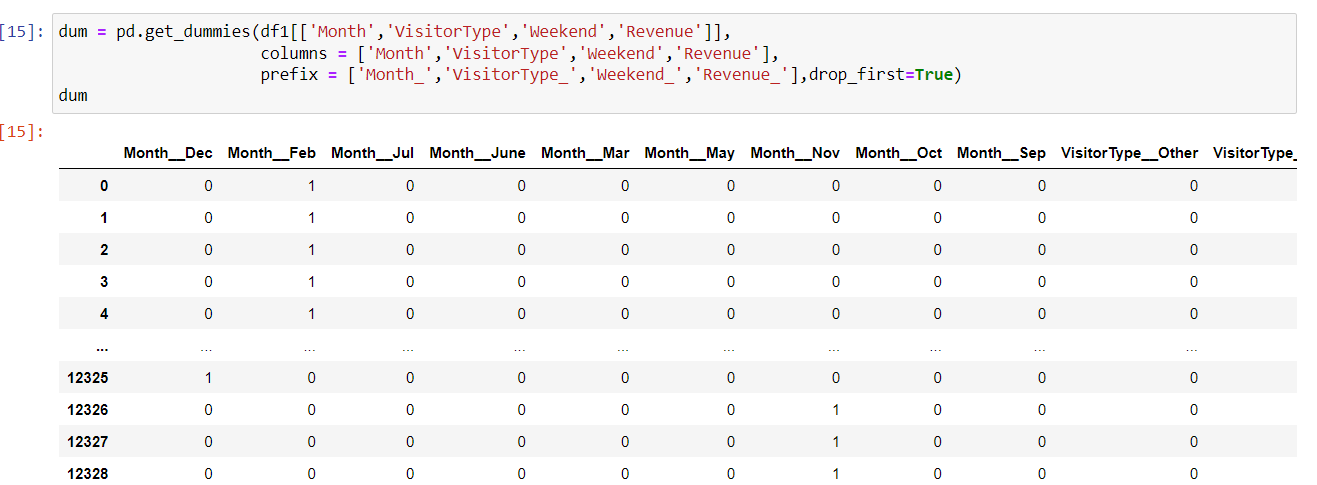 [15]: dum = pd.get_dummies(df1[['Month','VisitorType','Weekend','Revenue']],
columns = ['Month','VisitorType','Weekend','Revenue'],
prefix = ['Month_','VisitorType_','Weekend_','Revenue_'],drop_first=True)
dum
[15]:
Month__Dec Month__Feb Month__Jul Month__June Month__Mar Month__May Month__Nov Month__Oct Month__Sep VisitorType__Other VisitorType_
0 0 1 0 0 0 0 0 0 0 0
1 0 1 0 0 0 0 0 0 0 0
2 0 1 0 0 0 0 0 0 0 0
3 0 1 0 0 0 0 0 0 0 0
4 0 1 0 0 0 0 0 0 0 0
... ... ... ... ... ... ... ... ... ... ...
12325 1 0 0 0 0 0 0 0 0 0
12326 0 0 0 0 0 0 1 0 0 0
12327 0 0 0 0 0 0 1 0 0 0
12328 0 0 0 0 0 0 1 0 0 0